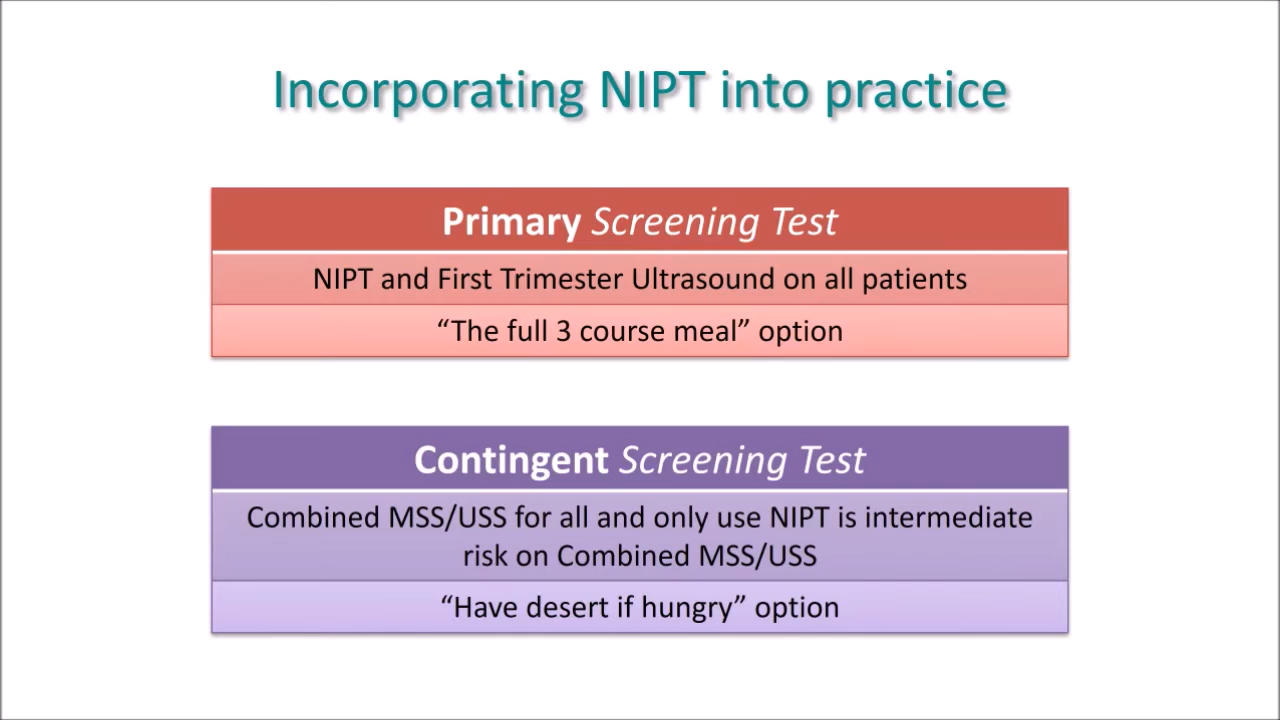 Incorporating NIPT into practice
Primary Screening Test
NIPT and First Trimester Ultrasound on all patients
“The full 3 course meal” option
Contingent Screening Test
Combined MSS/USS for all and only use NIPT is intermediate
risk on Combined MSS/USS
“Have desert if hungry” option